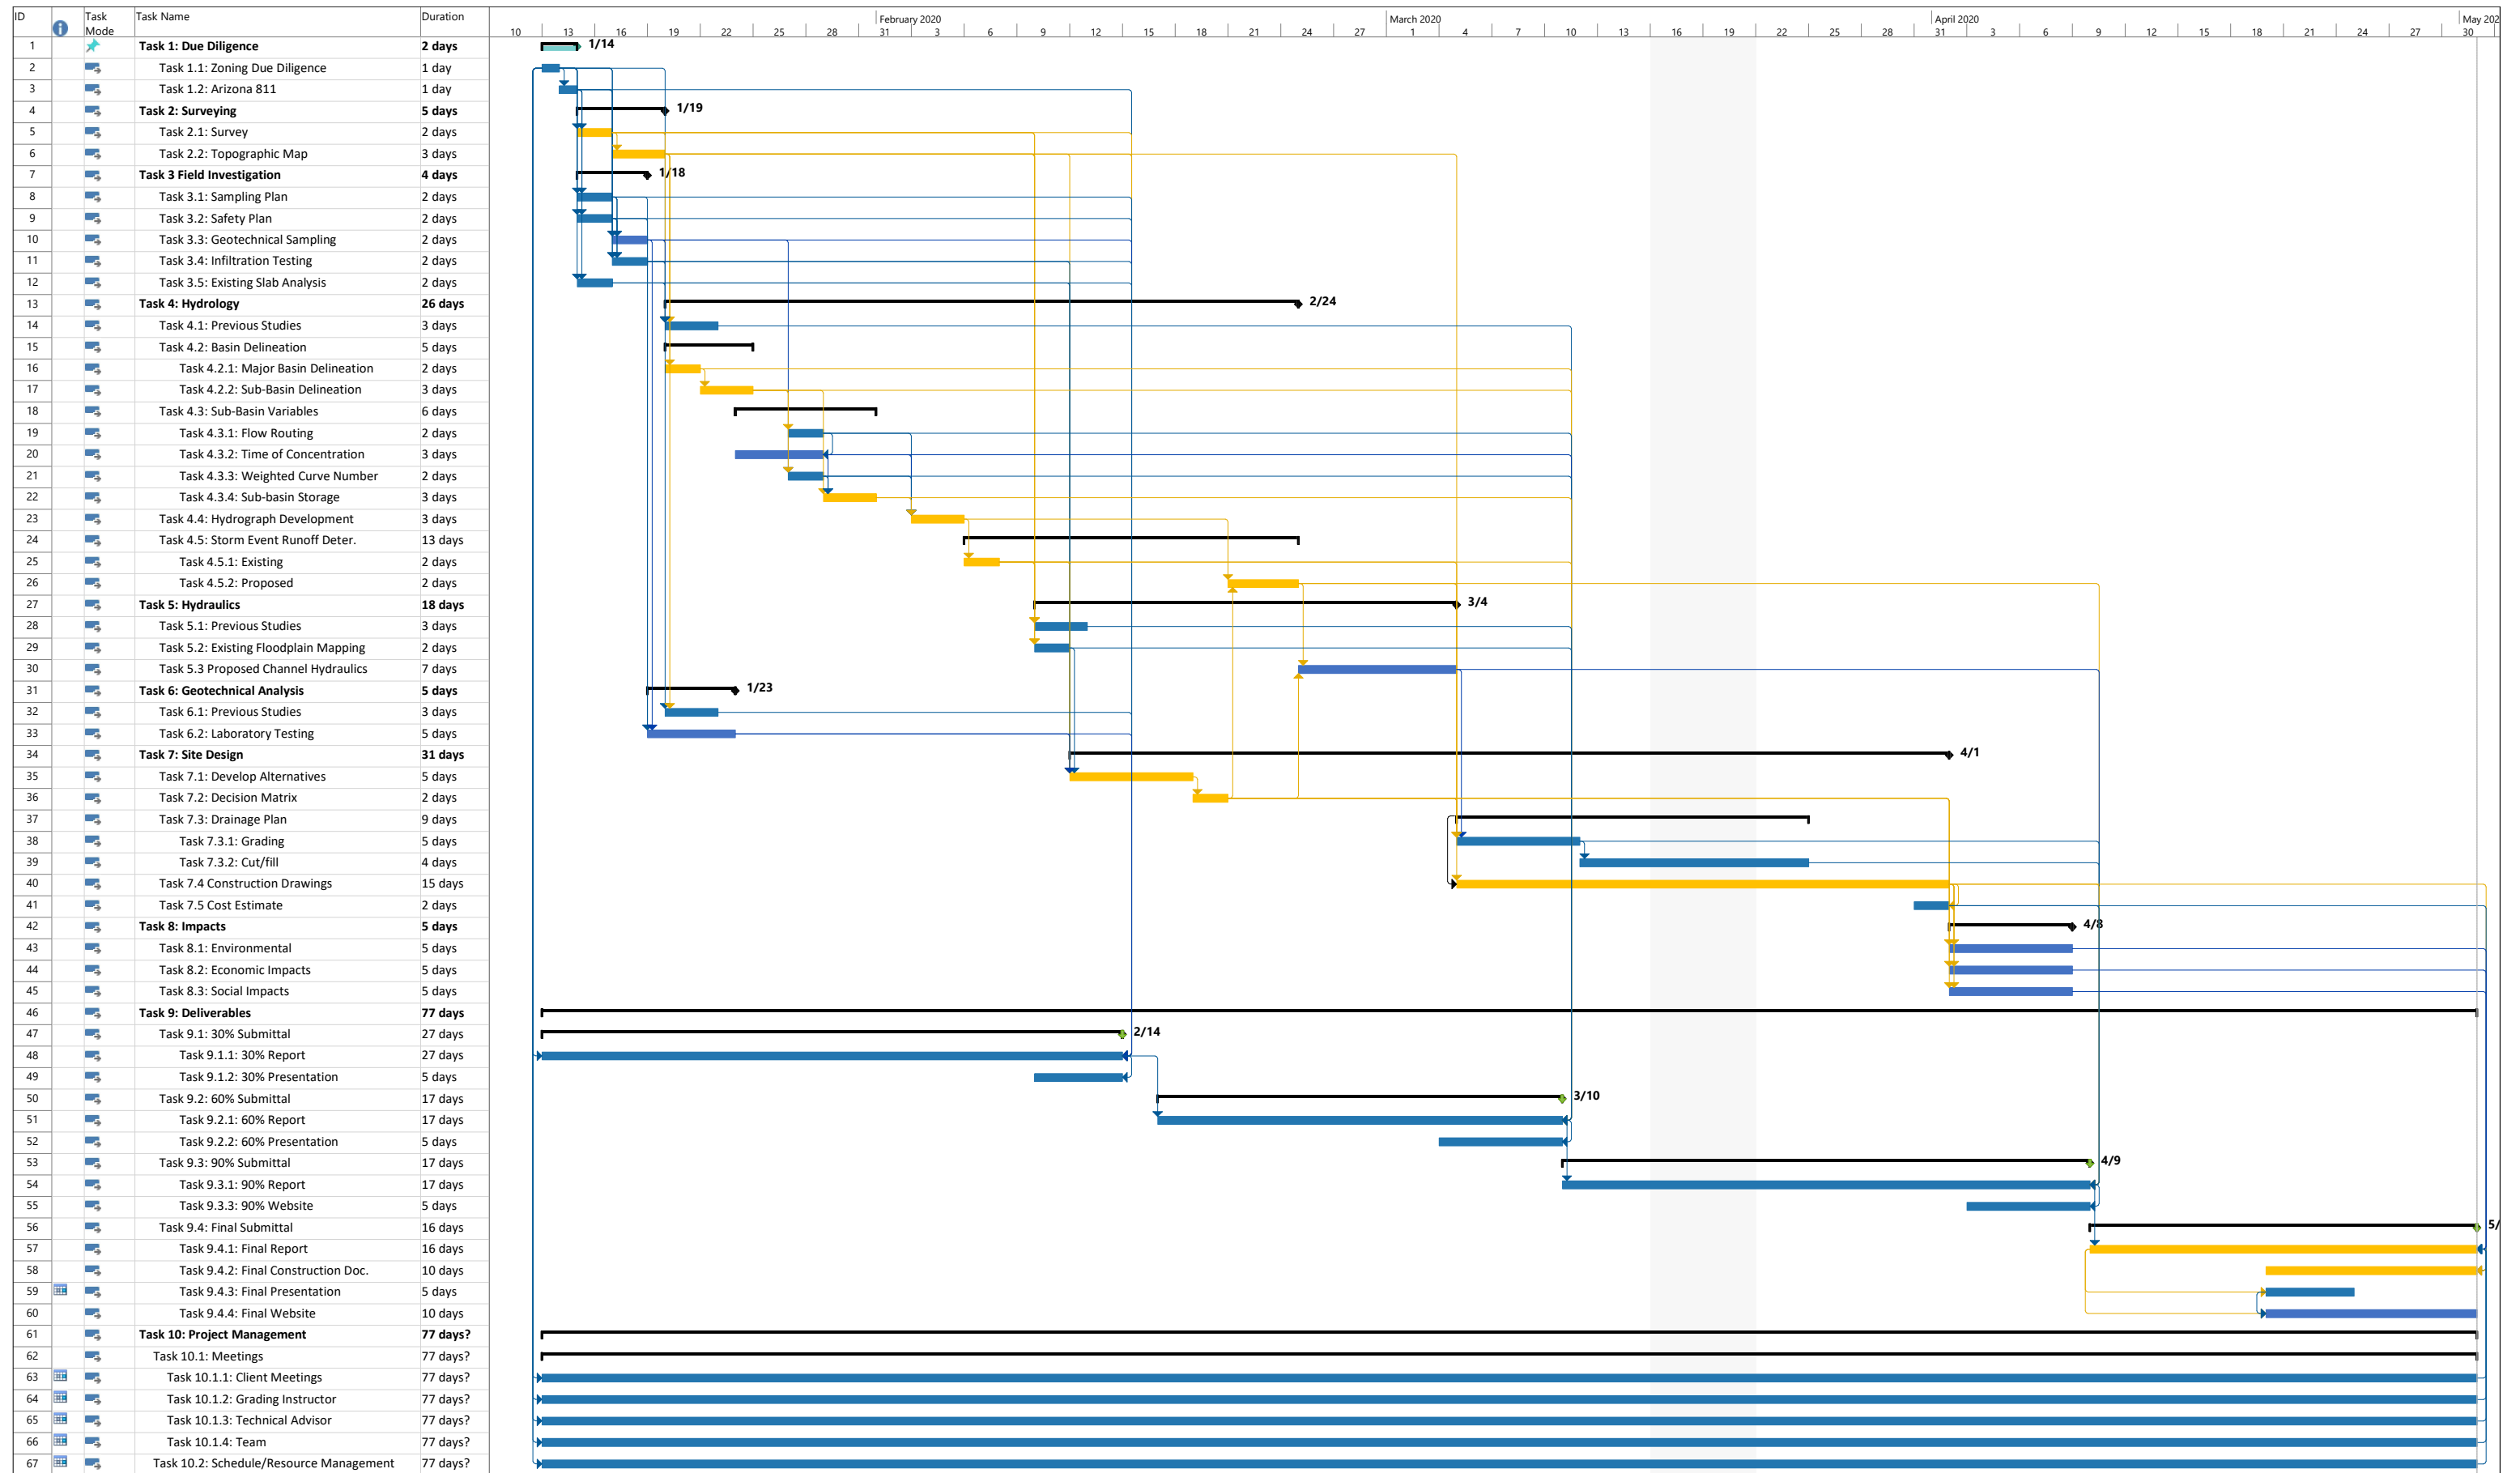 ID Task Mode Task Name Duration
February 2020 March 2020 April 2020 May 202
10 13 16 19 22 25 28 31 3 6 9 12 15 18 21 24 27 1 4 7 10 13 16 19 22 25 28 31 3 6 9 12 15 18 21 24 27 30
1 Task 1: Due Diligence 2 days 1/14
2 Task 1.1: Zoning Due Diligence 1 day
3 Task 1.2: Arizona 811 1 day
4 Task 2: Surveying 5 days 1/19
5 Task 2.1: Survey 2 days
6 Task 2.2: Topographic Map 3 days
7 Task 3 Field Investigation 4 days 1/18
8 Task 3.1: Sampling Plan 2 days
9 Task 3.2: Safety Plan 2 days
10 Task 3.3: Geotechnical Sampling 2 days
11 Task 3.4: Infiltration Testing 2 days
12 Task 3.5: Existing Slab Analysis 2 days
13 Task 4: Hydrology 26 days 2/24
14 Task 4.1: Previous Studies 3 days
15 Task 4.2: Basin Delineation 5 days
16 Task 4.2.1: Major Basin Delineation 2 days
17 Task 4.2.2: Sub-Basin Delineation 3 days
18 Task 4.3: Sub-Basin Variables 6 days
19 Task 4.3.1: Flow Routing 2 days
20 Task 4.3.2: Time of Concentration 3 days
21 Task 4.3.3: Weighted Curve Number 2 days
22 Task 4.3.4: Sub-basin Storage 3 days
23 Task 4.4: Hydrograph Development 3 days
24 Task 4.5: Storm Event Runoff Deter. 13 days
25 Task 4.5.1: Existing 2 days
26 Task 4.5.2: Proposed 2 days
27 Task 5: Hydraulics 18 days 3/4
28 Task 5.1: Previous Studies 3 days
29 Task 5.2: Existing Floodplain Mapping 2 days
30 Task 5.3 Proposed Channel Hydraulics 7 days
31 Task 6: Geotechnical Analysis 5 days 1/23
32 Task 6.1: Previous Studies 3 days
33 Task 6.2: Laboratory Testing 5 days
34 Task 7: Site Design 31 days 4/1
35 Task 7.1: Develop Alternatives 5 days
36 Task 7.2: Decision Matrix 2 days
37 Task 7.3: Drainage Plan 9 days
38 Task 7.3.1: Grading 5 days
39 Task 7.3.2: Cut/fill 4 days
40 Task 7.4 Construction Drawings 15 days
41 Task 7.5 Cost Estimate 2 days
42 Task 8: Impacts 5 days 4/8
43 Task 8.1: Environmental 5 days
44 Task 8.2: Economic Impacts 5 days
45 Task 8.3: Social Impacts 5 days
46 Task 9: Deliverables 77 days
47 Task 9.1: 30% Submittal 27 days 2/14
48 Task 9.1.1: 30% Report 27 days
49 Task 9.1.2: 30% Presentation 5 days
50 Task 9.2: 60% Submittal 17 days 3/10
51 Task 9.2.1: 60% Report 17 days
52 Task 9.2.2: 60% Presentation 5 days
53 Task 9.3: 90% Submittal 17 days 4/9
54 Task 9.3.1: 90% Report 17 days
55 Task 9.3.3: 90% Website 5 days
56 Task 9.4: Final Submittal 16 days 5/
57 Task 9.4.1: Final Report 16 days
58 Task 9.4.2: Final Construction Doc. 10 days
59 Task 9.4.3: Final Presentation 5 days
60 Task 9.4.4: Final Website 10 days
61 Task 10: Project Management 77 days?
62 Task 10.1: Meetings 77 days?
63 Task 10.1.1: Client Meetings 77 days?
64 Task 10.1.2: Grading Instructor 77 days?
65 Task 10.1.3: Technical Advisor 77 days?
66 Task 10.1.4: Team 77 days?
67 Task 10.2: Schedule/Resource Management 77 days?